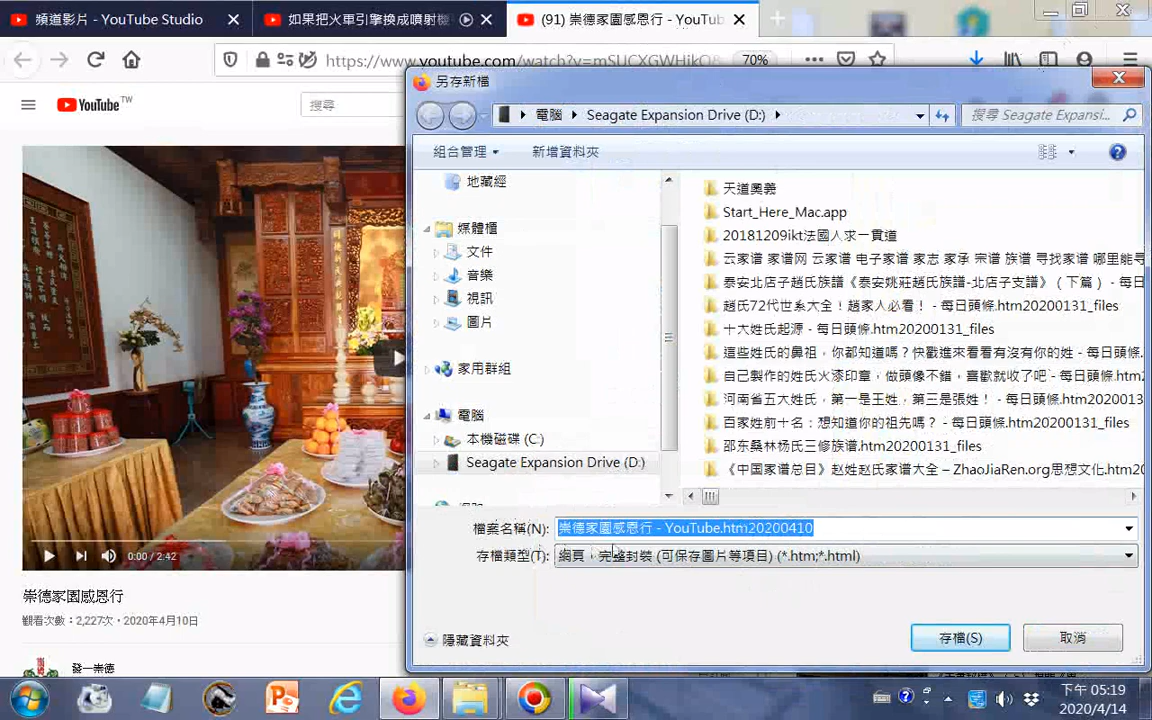 頻道影片 - YouTube Studio
如果把火車引擎換成噴射機
(91) 崇德家園感恩行 - YouTub
https://www.youtube.com/watch?v=mSUCXGWHjkQ8
70%
YouTube TW
搜尋
另存新檔
電腦 Seagate Expansion Drive (D:)
搜尋 Seagate Expansi...
組合管理
新增資料夾
地藏經
媒體櫃
文件
音樂
視訊
圖片
家用群組
電腦
本機磁碟 (C:)
Seagate Expansion Drive (D:)
天道奧義
Start_Here_Mac.app
20181209ikt法國人求一貫道
云家谱 家谱网 云家谱 电子家谱 家志 家承 宗谱 族谱 寻找家谱 哪里能寻
泰安北店子趙氏族譜《泰安姚莊趙氏族譜-北店子支譜》（下篇） - 每日
趙氏72代世系大全！趙家人必看！ - 每日頭條.htm20200131_files
十大姓氏起源 - 每日頭條.htm20200131_files
這些姓氏的鼻祖，你都知道嗎？快戳進來看看有沒有你的姓 - 每日頭條.
自己製作的姓氏火漆印章，做頭像不錯，喜歡就收了吧 - 每日頭條.htm2
河南省五大姓氏，第一是王姓，第三是張姓！ - 每日頭條.htm20200131
百家姓前十名：想知道你的祖先嗎？ - 每日頭條.htm20200131_files
邵东桑林杨氏三修族谱.htm20200131_files
《中国家谱总目》赵姓赵氏家谱大全 – ZhaoJiaRen.org思想文化.htm20
檔案名稱(N): 崇德家園感恩行 - YouTube.htm20200410
存檔類型(T): 網頁，完整封裝 (可保存圖片等項目) (*.htm;*.html)
隱藏資料夾
存檔(S)
取消
0:00 / 2:42
崇德家園感恩行
觀看次數：2,227次・2020年4月10日
發一崇德
下午 05:19
2020/4/14